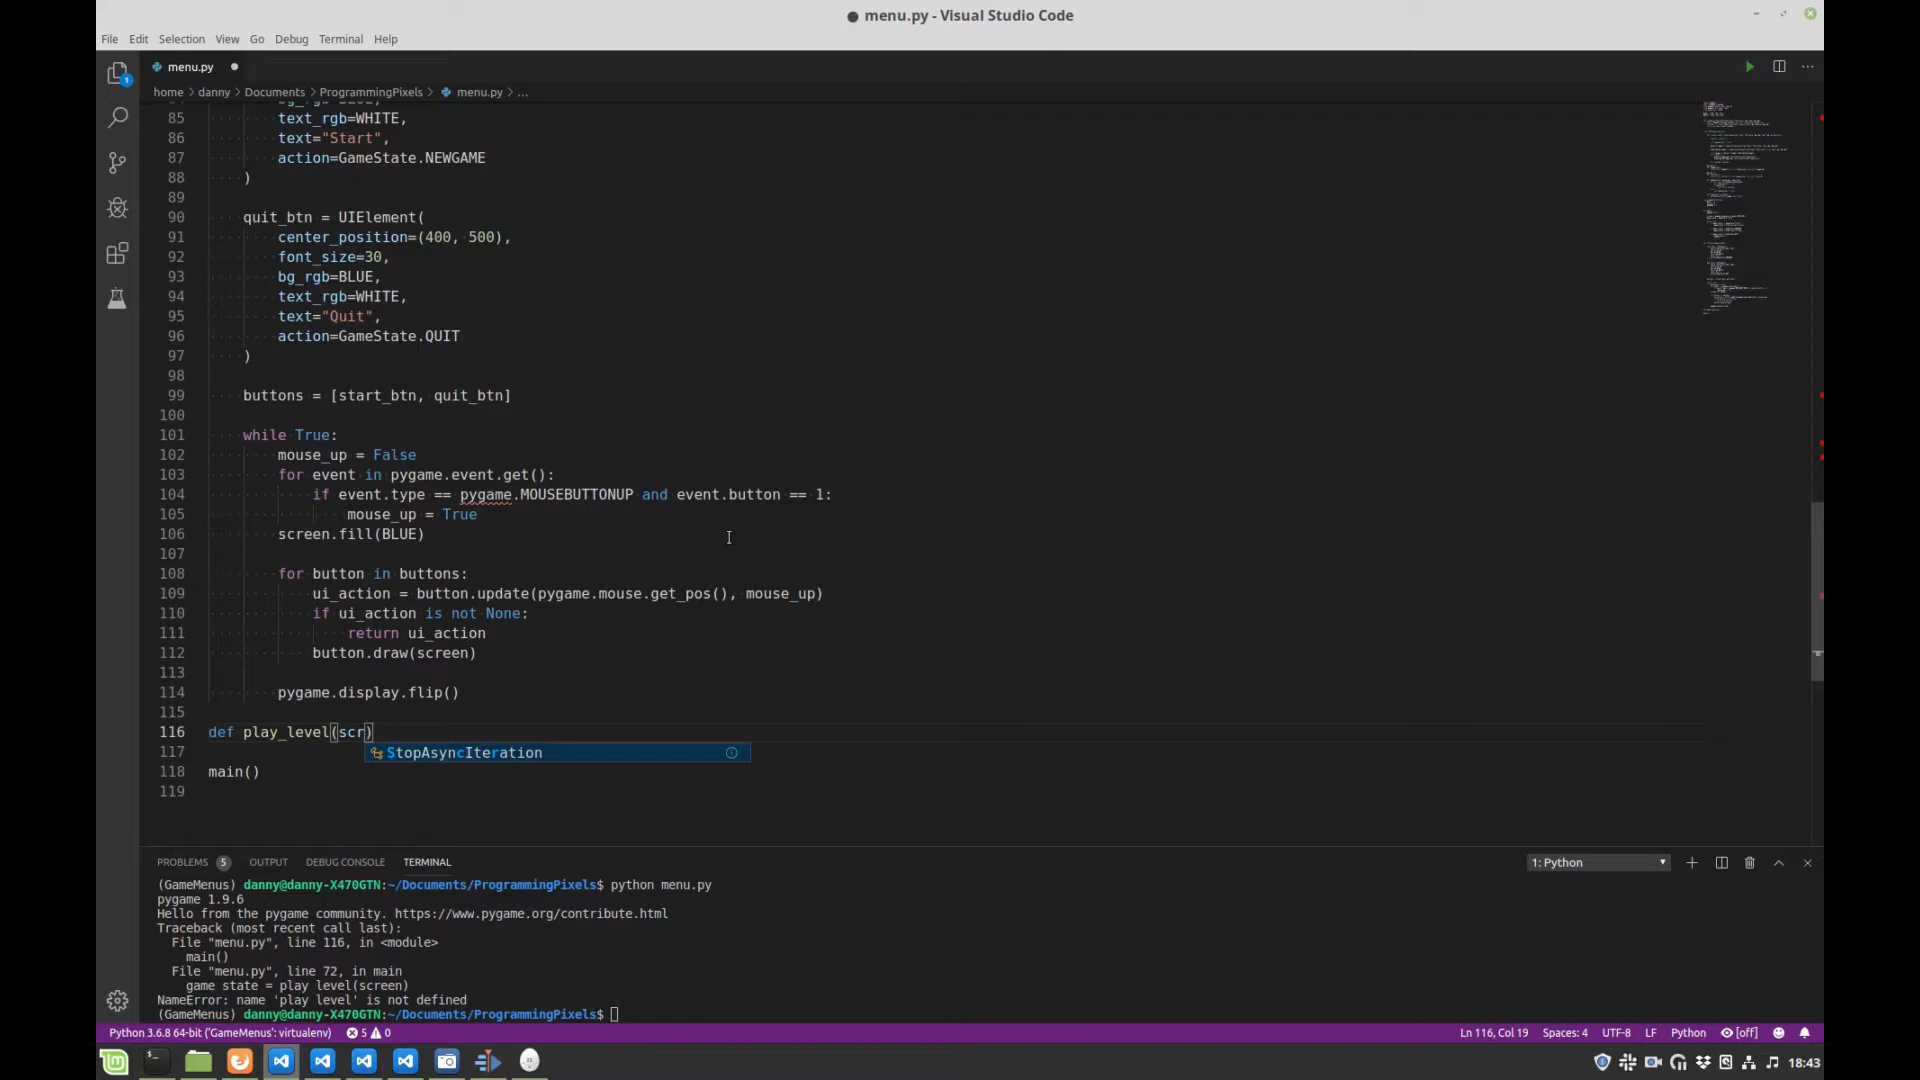 menu.py - Visual Studio Code
File Edit Selection View Go Debug Terminal Help
1
menu.py
home > danny > Documents > ProgrammingPixels > menu.py > ...
85 text_rgb=WHITE,
86 text="Start",
87 action=GameState.NEWGAME
88 )
89
90 quit_btn = UIElement(
91 center_position=(400, 500),
92 font_size=30,
93 bg_rgb=BLUE,
94 text_rgb=WHITE,
95 text="Quit",
96 action=GameState.QUIT
97 )
98
99 buttons = [start_btn, quit_btn]
100
101 while True:
102 mouse_up = False
103 for event in pygame.event.get():
104 if event.type == pygame.MOUSEBUTTONUP and event.button == 1:
105 mouse_up = True
106 screen.fill(BLUE)
107
108 for button in buttons:
109 ui_action = button.update(pygame.mouse.get_pos(), mouse_up)
110 if ui_action is not None:
111 return ui_action
112 button.draw(screen)
113
114 pygame.display.flip()
115
116 def play_level(scr)
117 StopAsyncIteration
118 main()
119
PROBLEMS 5 OUTPUT DEBUG CONSOLE TERMINAL 1: Python
(GameMenus) danny@danny-X470GTN:~/Documents/ProgrammingPixels$ python menu.py
pygame 1.9.6
Hello from the pygame community. https://www.pygame.org/contribute.html
Traceback (most recent call last):
File "menu.py", line 116, in <module>
main()
File "menu.py", line 72, in main
game state = play level(screen)
NameError: name 'play level' is not defined
(GameMenus) danny@danny-X470GTN:~/Documents/ProgrammingPixels$
Python 3.6.8 64-bit ('GameMenus': virtualenv) 5 0 Ln 116, Col 19 Spaces: 4 UTF-8 LF Python [off]
18:43